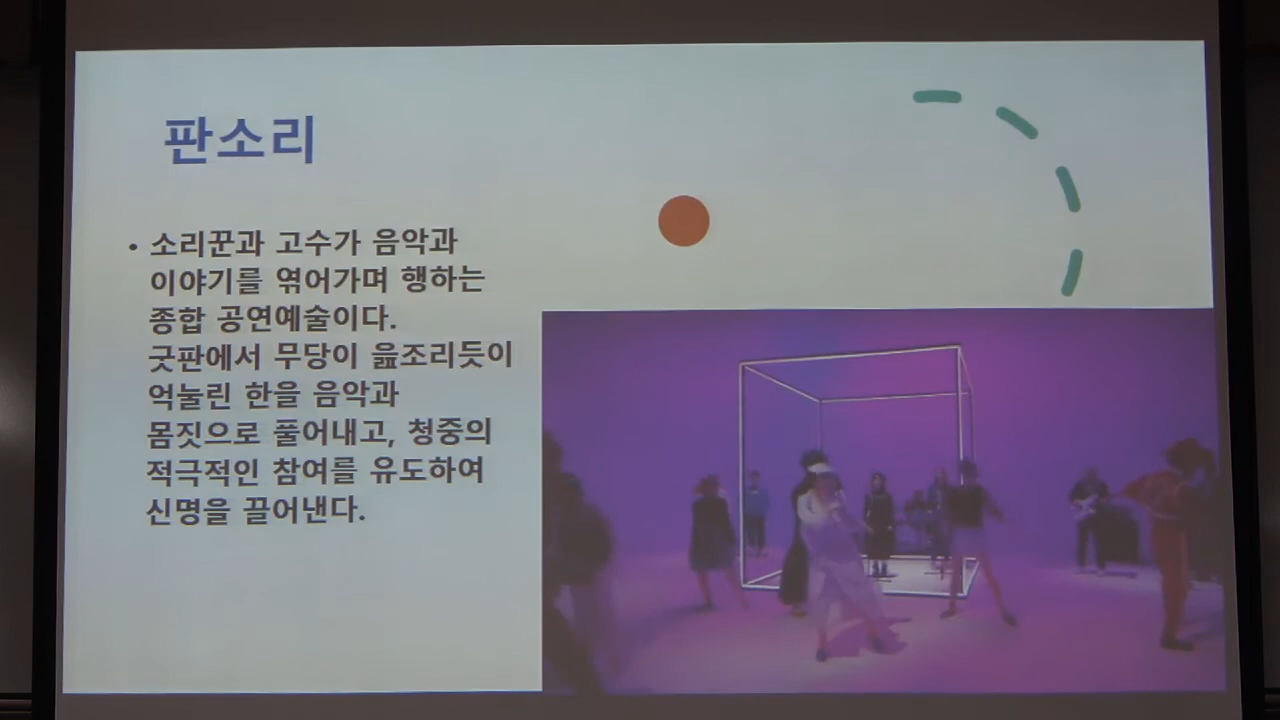 판소리
• 소리꾼과 고수가 음악과
이야기를 엮어가며 행하는
종합 공연예술이다.
굿판에서 무당이 읊조리듯이
억눌린 한을 음악과
몸짓으로 풀어내고, 청중의
적극적인 참여를 유도하여
신명을 끌어낸다.